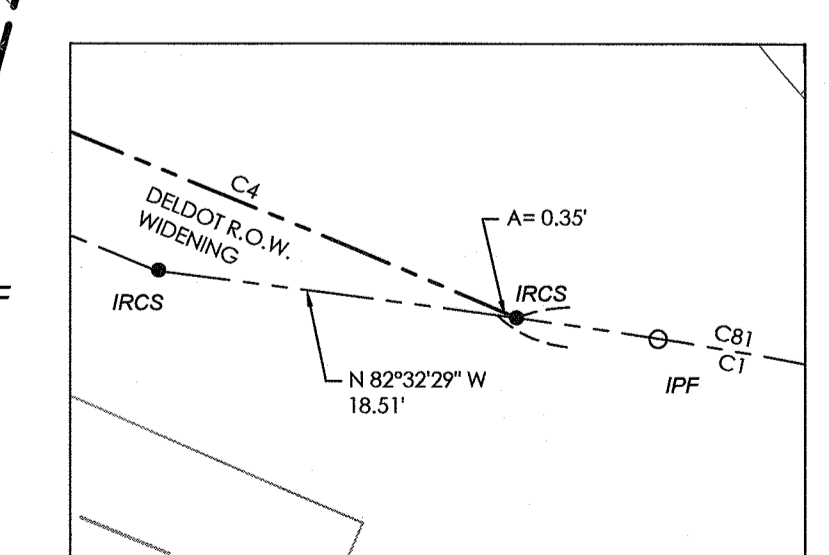 C4
DELDOT R.O.W.
WIDENING
A= 0.35'
IRCS
IRCS
C81
C1
IPF
N 82°32'29" W
18.51'